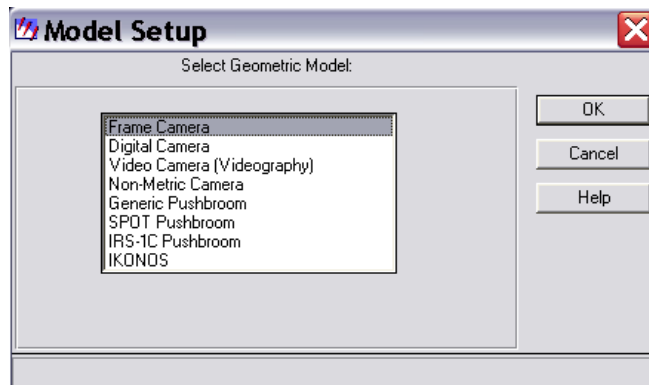 Model Setup
Select Geometric Model:
Frame Camera
Digital Camera
Video Camera (Videography)
Non-Metric Camera
Generic Pushbroom
SPOT Pushbroom
IRS-1C Pushbroom
IKONOS
OK
Cancel
Help